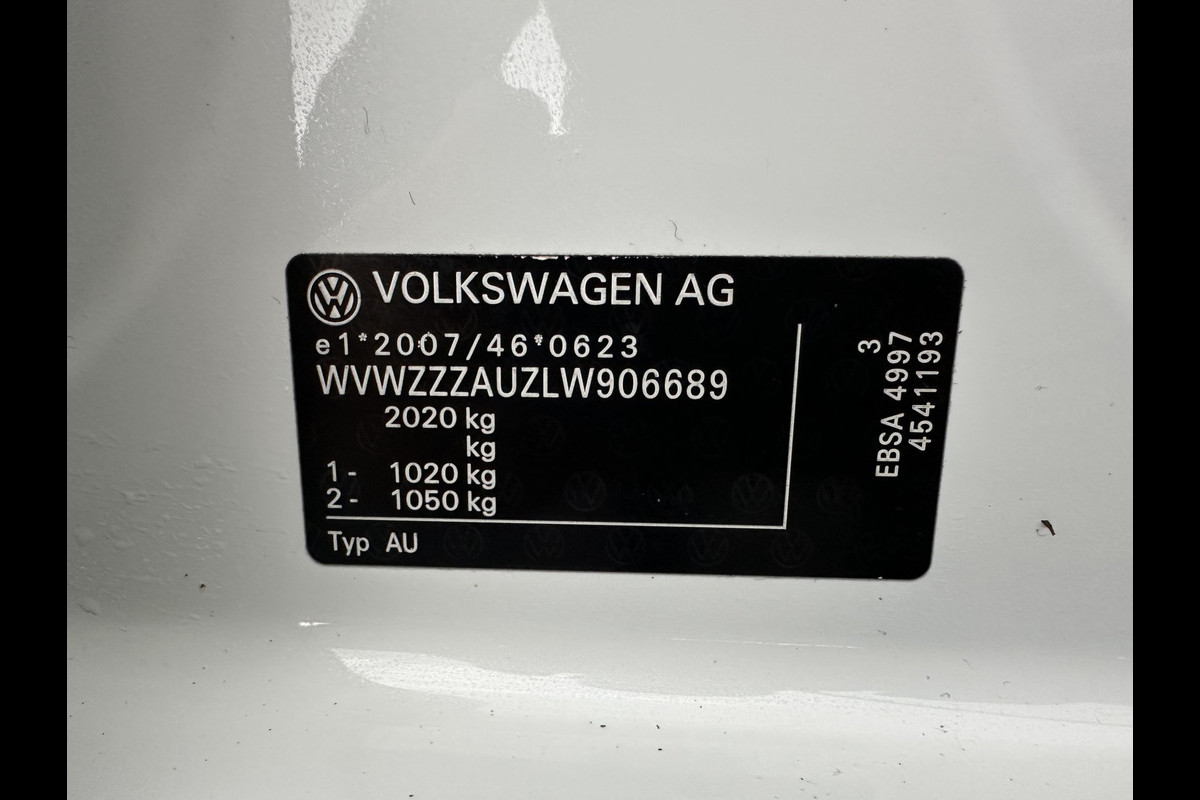 VOLKSWAGEN AG
e1*2007/46*0623
WVWZZZAUZLW906689
2020 kg
kg
1- 1020 kg
2- 1050 kg
Typ AU
3
EBSA 4997
4541193